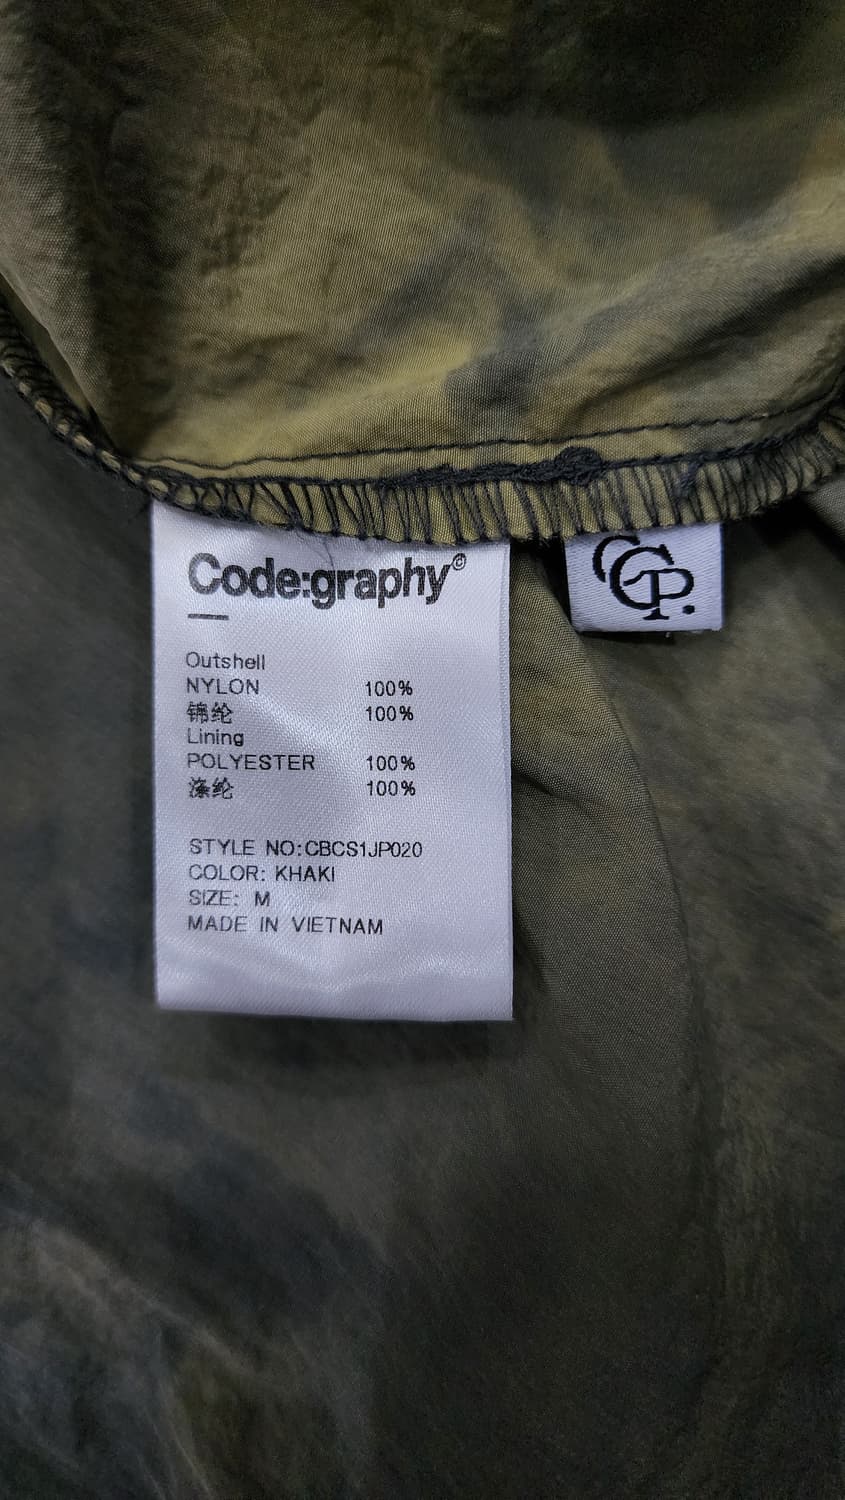 Code:graphy©
CGP.
Outshell
NYLON 100%
锦纶 100%
Lining
POLYESTER 100%
涤纶 100%
STYLE NO:CBCS1JP020
COLOR: KHAKI
SIZE: M
MADE IN VIETNAM